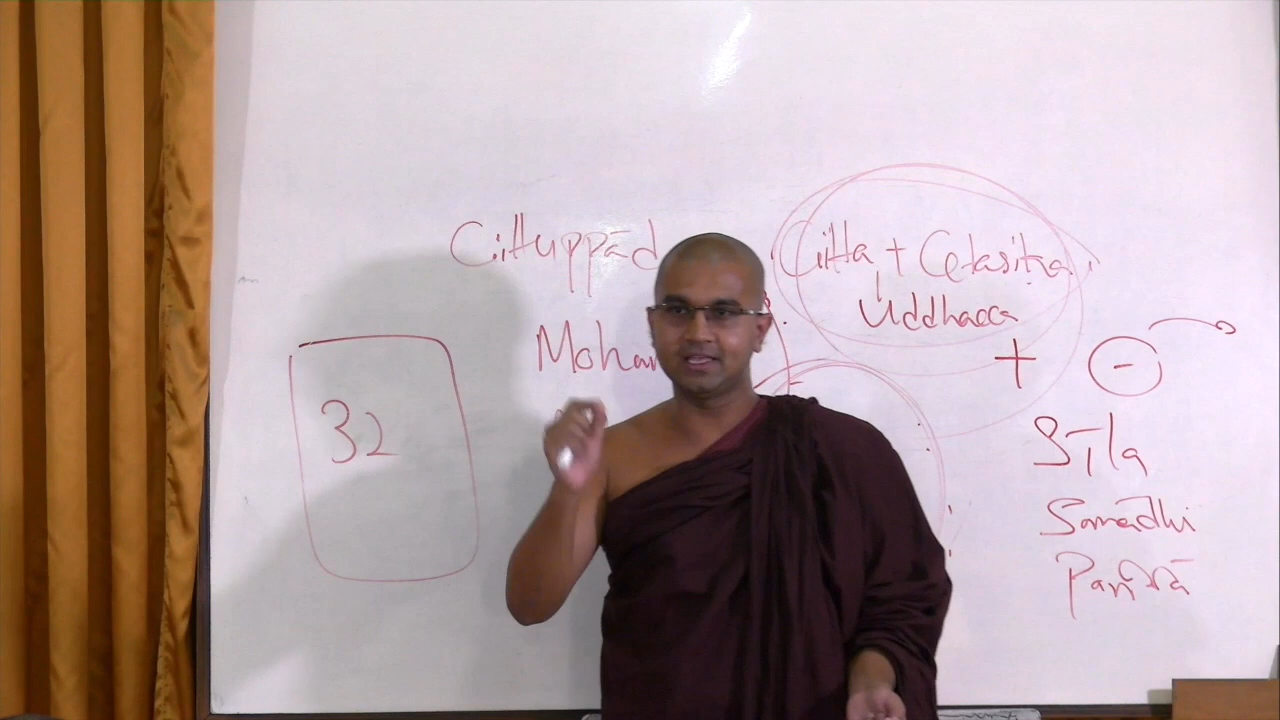 Cittuppād Citta + Cetasika
Uddhacca
Moha
+ -
32
Sīla
Samādhi
Paññā